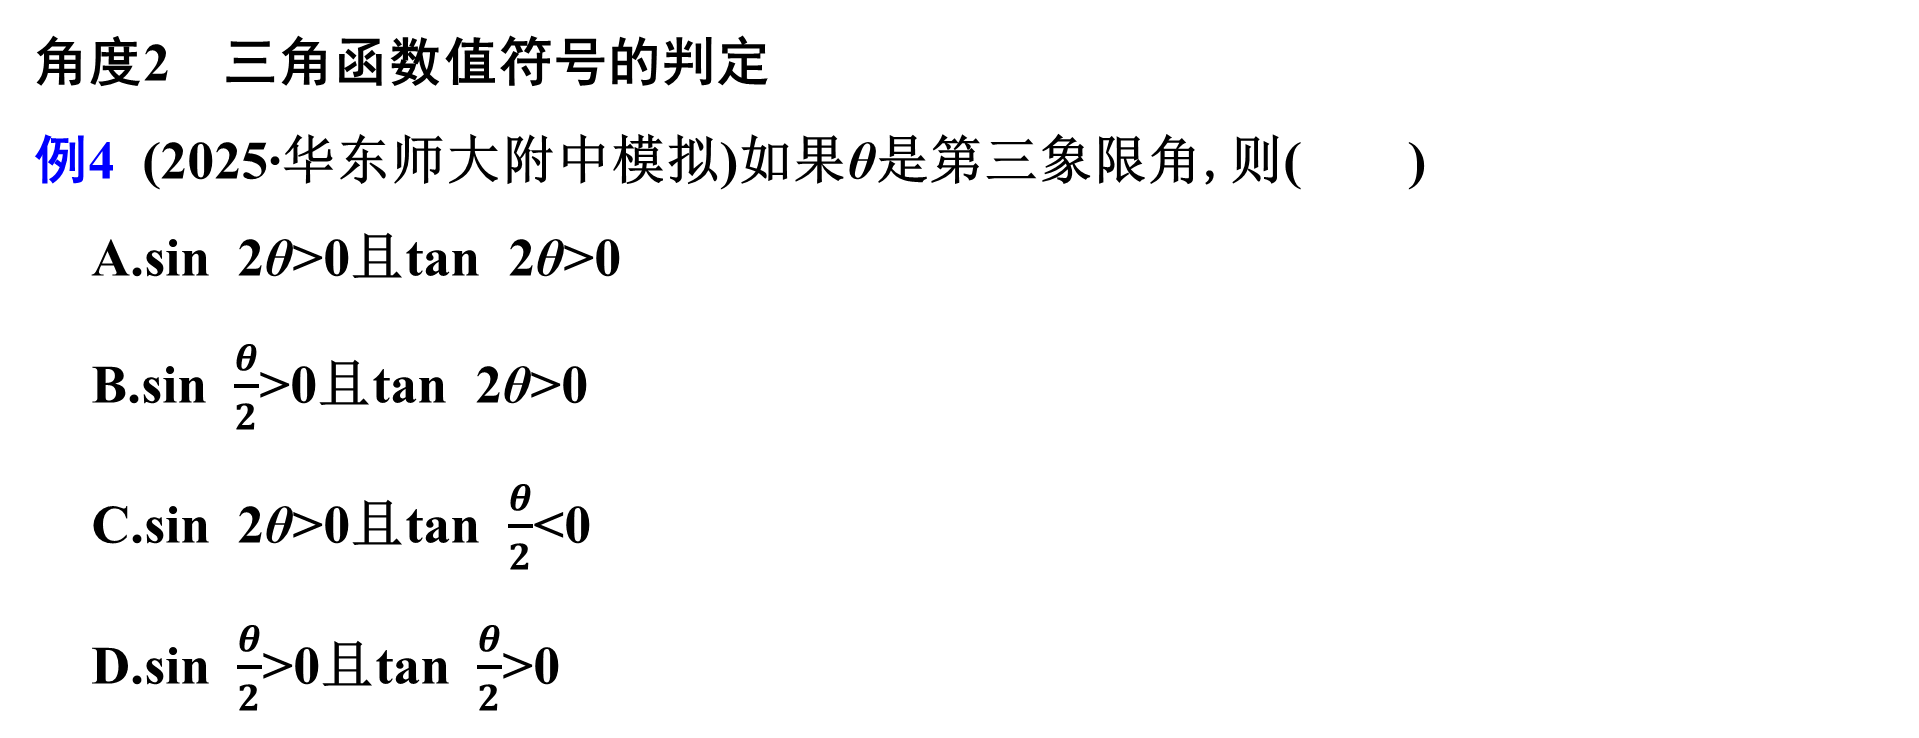 角度2　三角函数值符号的判定
例4 (2025·华东师大附中模拟)如果θ是第三象限角,则(　　)
A.sin 2θ>0且tan 2θ>0
B.sin θ/2>0且tan 2θ>0
C.sin 2θ>0且tan θ/2<0
D.sin θ/2>0且tan θ/2>0